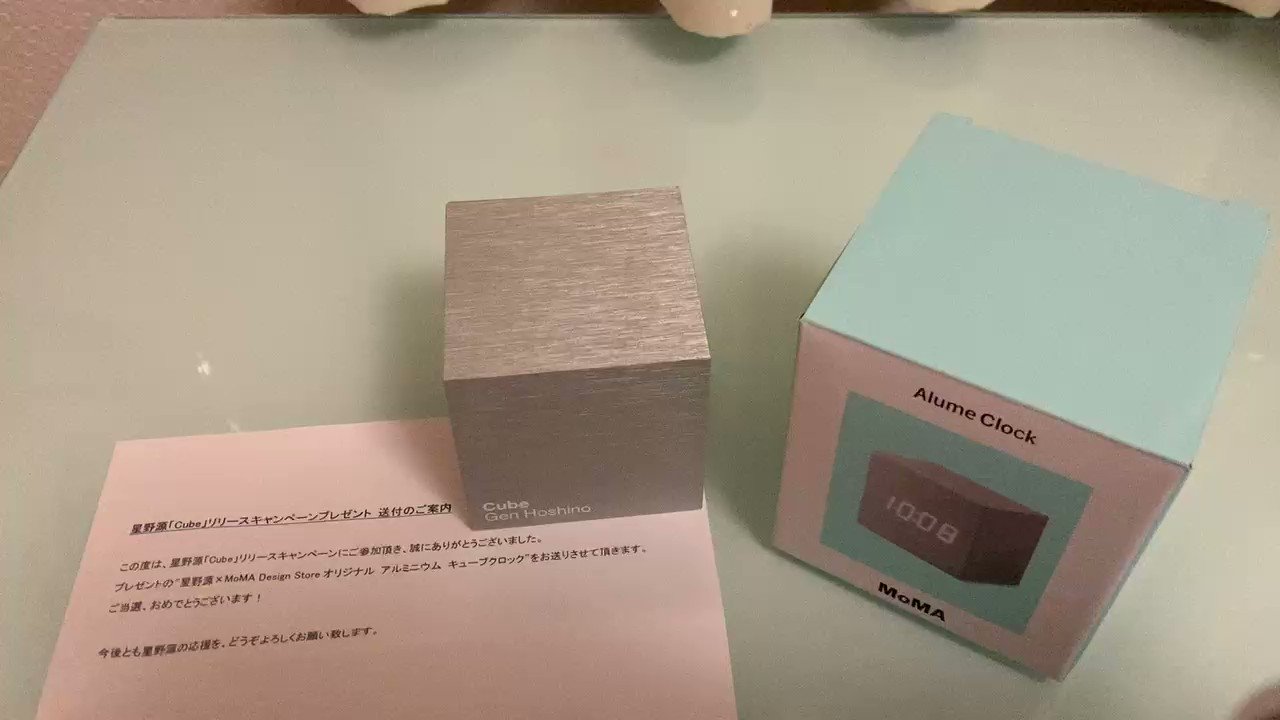 星野源「Cube」リリースキャンペーンプレゼント 送付のご案内
この度は、星野源「Cube」リリースキャンペーンにご参加頂き、誠にありがとうございました。
プレゼントの"星野源×MoMA Design Store オリジナル アルミニウム キューブクロック"をお送りさせて頂きます。
ご当選、おめでとうございます！
今後とも星野源の応援を、どうぞよろしくお願い致します。
Cube
Gen Hoshino
Alume Clock
10:08
MoMA